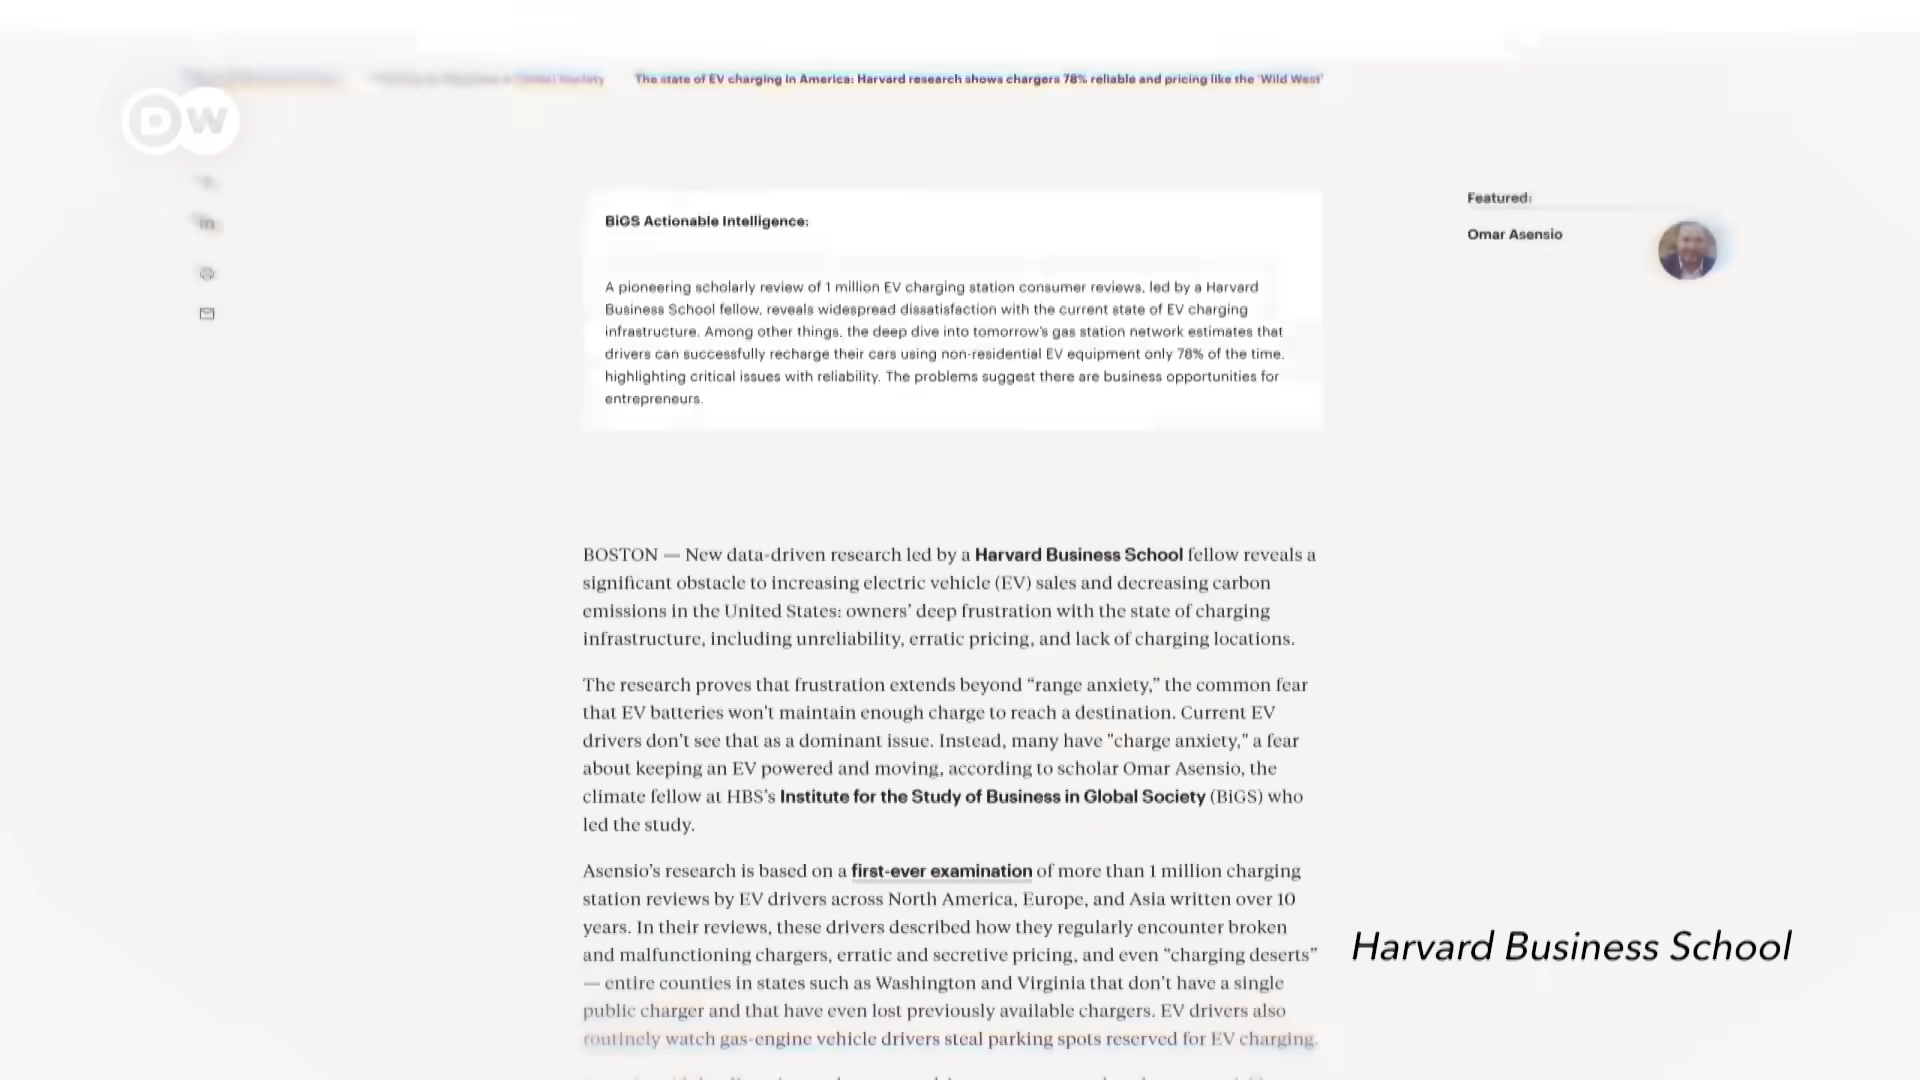 Global Society
The state of EV charging in America: Harvard research shows chargers 78% reliable and pricing like the 'Wild West'
DW
in
Featured:
Omar Asensio
BiGS Actionable Intelligence:
A pioneering scholarly review of 1 million EV charging station consumer reviews, led by a Harvard
Business School fellow, reveals widespread dissatisfaction with the current state of EV charging
infrastructure. Among other things, the deep dive into tomorrow's gas station network estimates that
drivers can successfully recharge their cars using non-residential EV equipment only 78% of the time,
highlighting critical issues with reliability. The problems suggest there are business opportunities for
entrepreneurs.
BOSTON — New data-driven research led by a Harvard Business School fellow reveals a
significant obstacle to increasing electric vehicle (EV) sales and decreasing carbon
emissions in the United States: owners' deep frustration with the state of charging
infrastructure, including unreliability, erratic pricing, and lack of charging locations.
The research proves that frustration extends beyond “range anxiety,” the common fear
that EV batteries won't maintain enough charge to reach a destination. Current EV
drivers don't see that as a dominant issue. Instead, many have "charge anxiety," a fear
about keeping an EV powered and moving, according to scholar Omar Asensio, the
climate fellow at HBS's Institute for the Study of Business in Global Society (BiGS) who
led the study.
Asensio's research is based on a first-ever examination of more than 1 million charging
station reviews by EV drivers across North America, Europe, and Asia written over 10
years. In their reviews, these drivers described how they regularly encounter broken
and malfunctioning chargers, erratic and secretive pricing, and even “charging deserts”
— entire counties in states such as Washington and Virginia that don't have a single
public charger and that have even lost previously available chargers. EV drivers also
routinely watch gas-engine vehicle drivers steal parking spots reserved for EV charging.
Harvard Business School